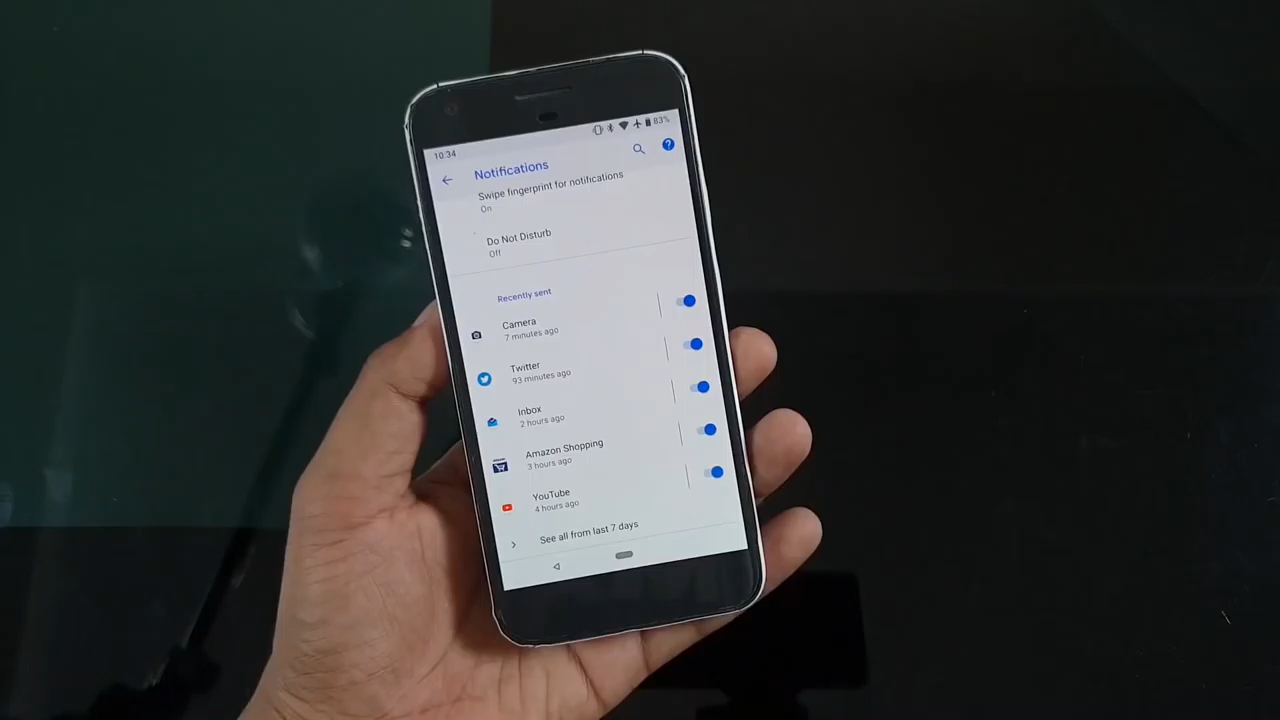 10:34
83%
Notifications
?
Swipe fingerprint for notifications
On
Do Not Disturb
Off
Recently sent
Camera
7 minutes ago
Twitter
93 minutes ago
Inbox
2 hours ago
Amazon Shopping
3 hours ago
YouTube
4 hours ago
See all from last 7 days